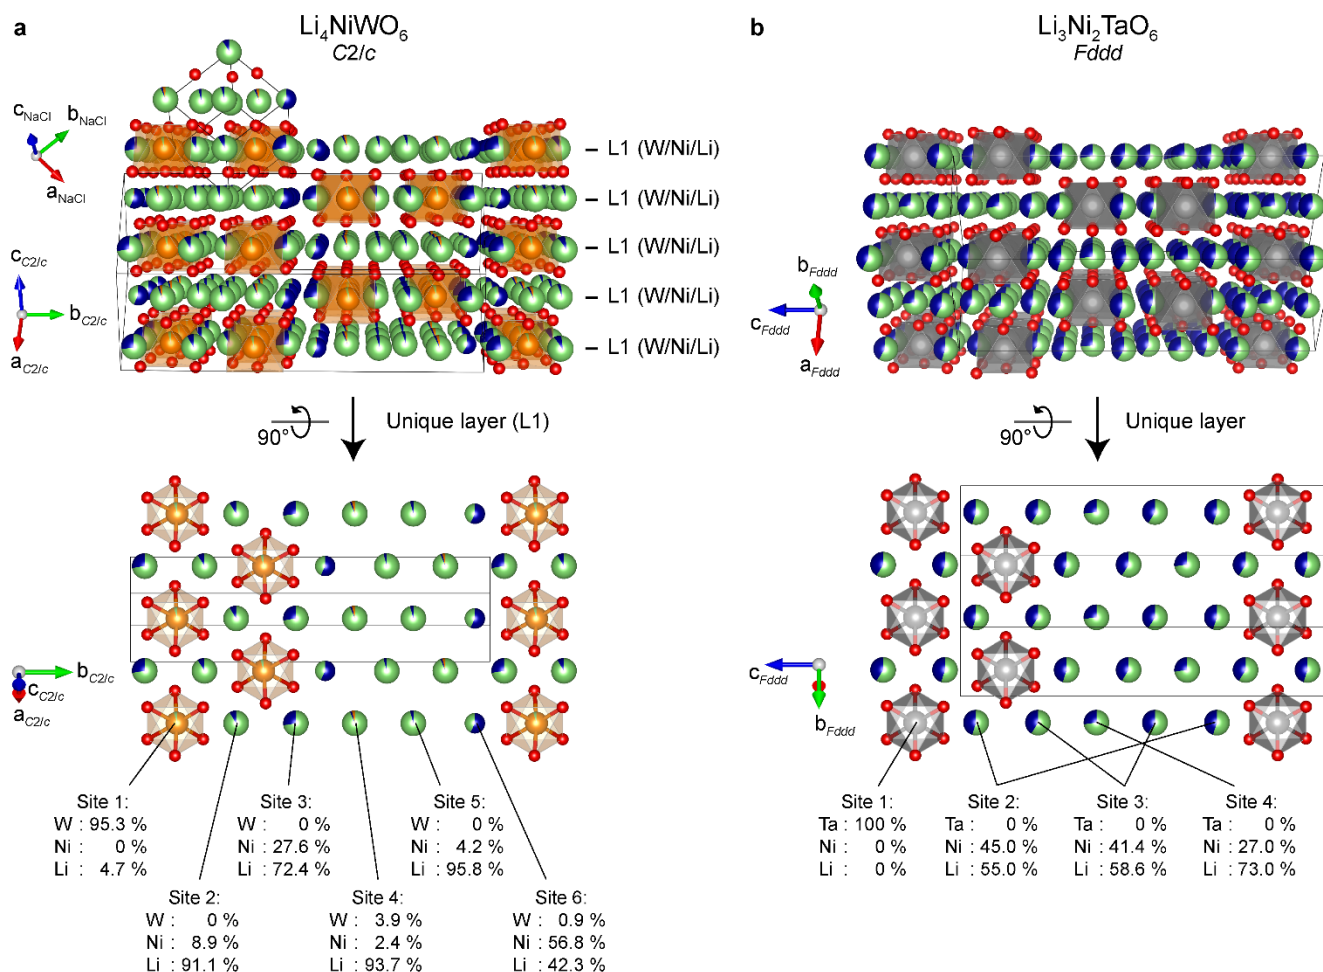 a
Li4NiWO6
C2/c
cNaCl
bNaCl
aNaCl
cC2/c
bC2/c
aC2/c
L1 (W/Ni/Li)
L1 (W/Ni/Li)
L1 (W/Ni/Li)
L1 (W/Ni/Li)
L1 (W/Ni/Li)
90°
Unique layer (L1)
bC2/c
cC2/c
aC2/c
Site 1:
W : 95.3 %
Ni : 0 %
Li : 4.7 %
Site 3:
W : 0 %
Ni : 27.6 %
Li : 72.4 %
Site 5:
W : 0 %
Ni : 4.2 %
Li : 95.8 %
Site 2:
W : 0 %
Ni : 8.9 %
Li : 91.1 %
Site 4:
W : 3.9 %
Ni : 2.4 %
Li : 93.7 %
Site 6:
W : 0.9 %
Ni : 56.8 %
Li : 42.3 %
b
Li3Ni2TaO6
Fddd
bFddd
cFddd
aFddd
90°
Unique layer
cFddd
bFddd
Site 1:
Ta : 100 %
Ni : 0 %
Li : 0 %
Site 2:
Ta : 0 %
Ni : 45.0 %
Li : 55.0 %
Site 3:
Ta : 0 %
Ni : 41.4 %
Li : 58.6 %
Site 4:
Ta : 0 %
Ni : 27.0 %
Li : 73.0 %